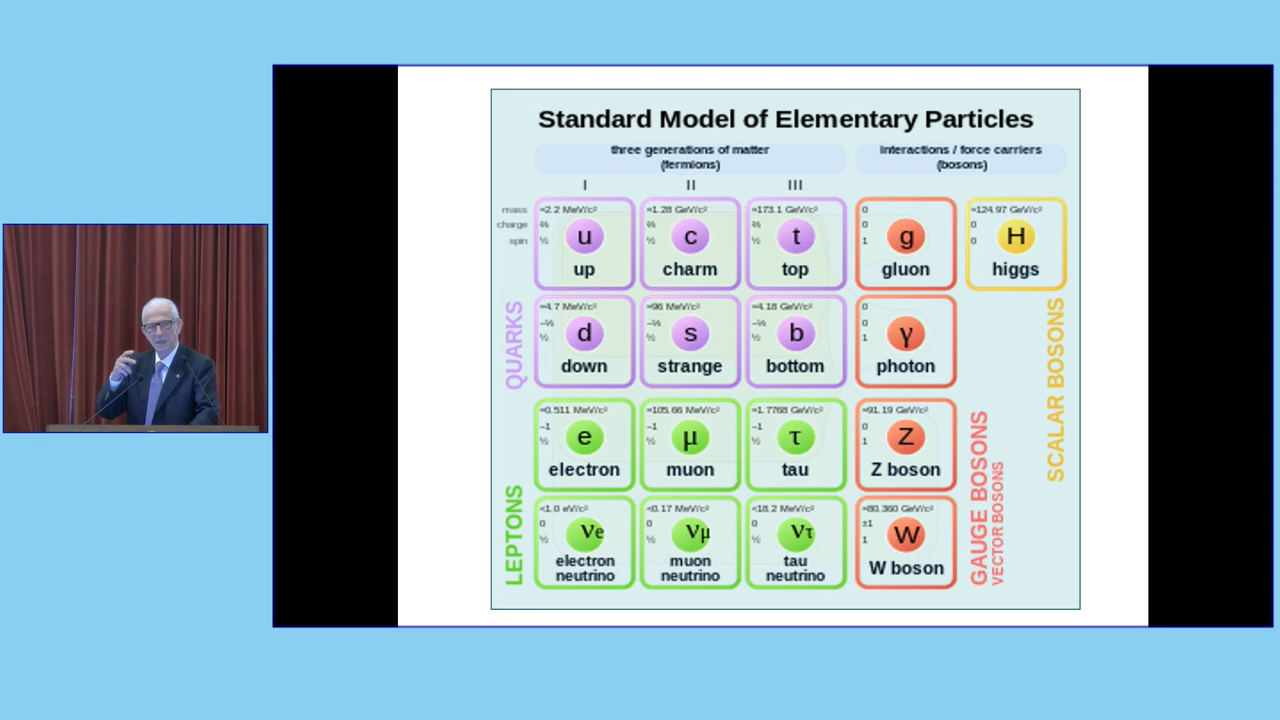 Standard Model of Elementary Particles
three generations of matter
(fermions)
interactions / force carriers
(bosons)
I II III
mass
charge
spin
≈2.2 MeV/c²
⅔
½
u
up
≈1.28 GeV/c²
⅔
½
c
charm
≈173.1 GeV/c²
⅔
½
t
top
0
0
1
g
gluon
≈124.97 GeV/c²
0
0
H
higgs
QUARKS
≈4.7 MeV/c²
−⅓
½
d
down
≈96 MeV/c²
−⅓
½
s
strange
≈4.18 GeV/c²
−⅓
½
b
bottom
0
0
1
γ
photon
SCALAR BOSONS
LEPTONS
≈0.511 MeV/c²
−1
½
e
electron
≈105.66 MeV/c²
−1
½
μ
muon
≈1.7768 GeV/c²
−1
½
τ
tau
≈91.19 GeV/c²
0
1
Z
Z boson
GAUGE BOSONS
VECTOR BOSONS
<1.0 eV/c²
0
½
νe
electron
neutrino
<0.17 MeV/c²
0
½
νμ
muon
neutrino
<18.2 MeV/c²
0
½
ντ
tau
neutrino
≈80.360 GeV/c²
±1
1
W
W boson